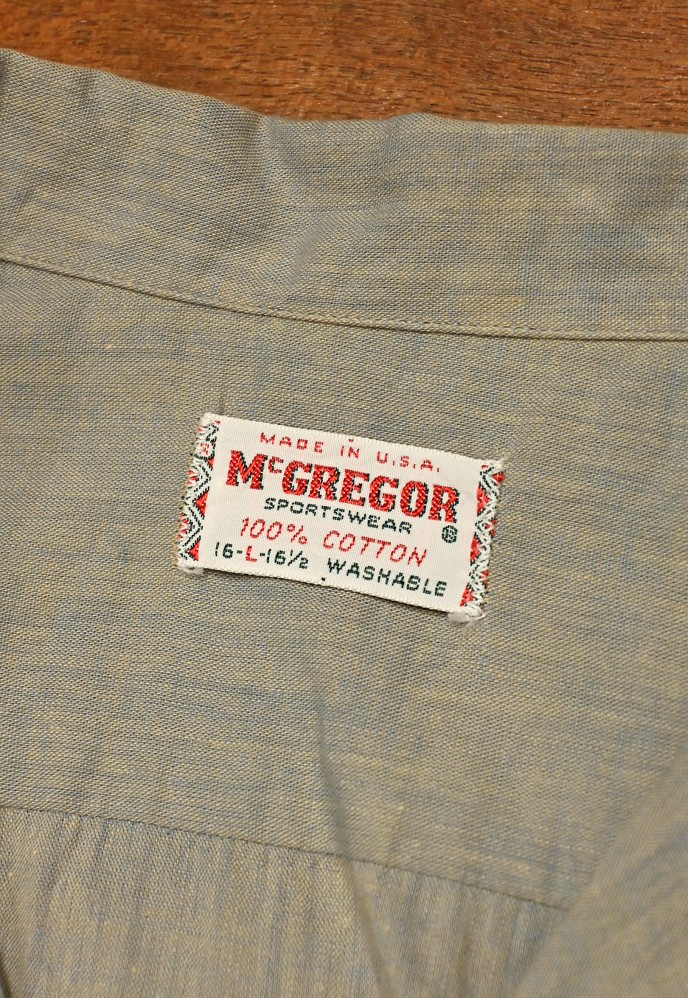 MADE IN U.S.A.
McGREGOR
SPORTSWEAR ®
100% COTTON
16-L-16½ WASHABLE